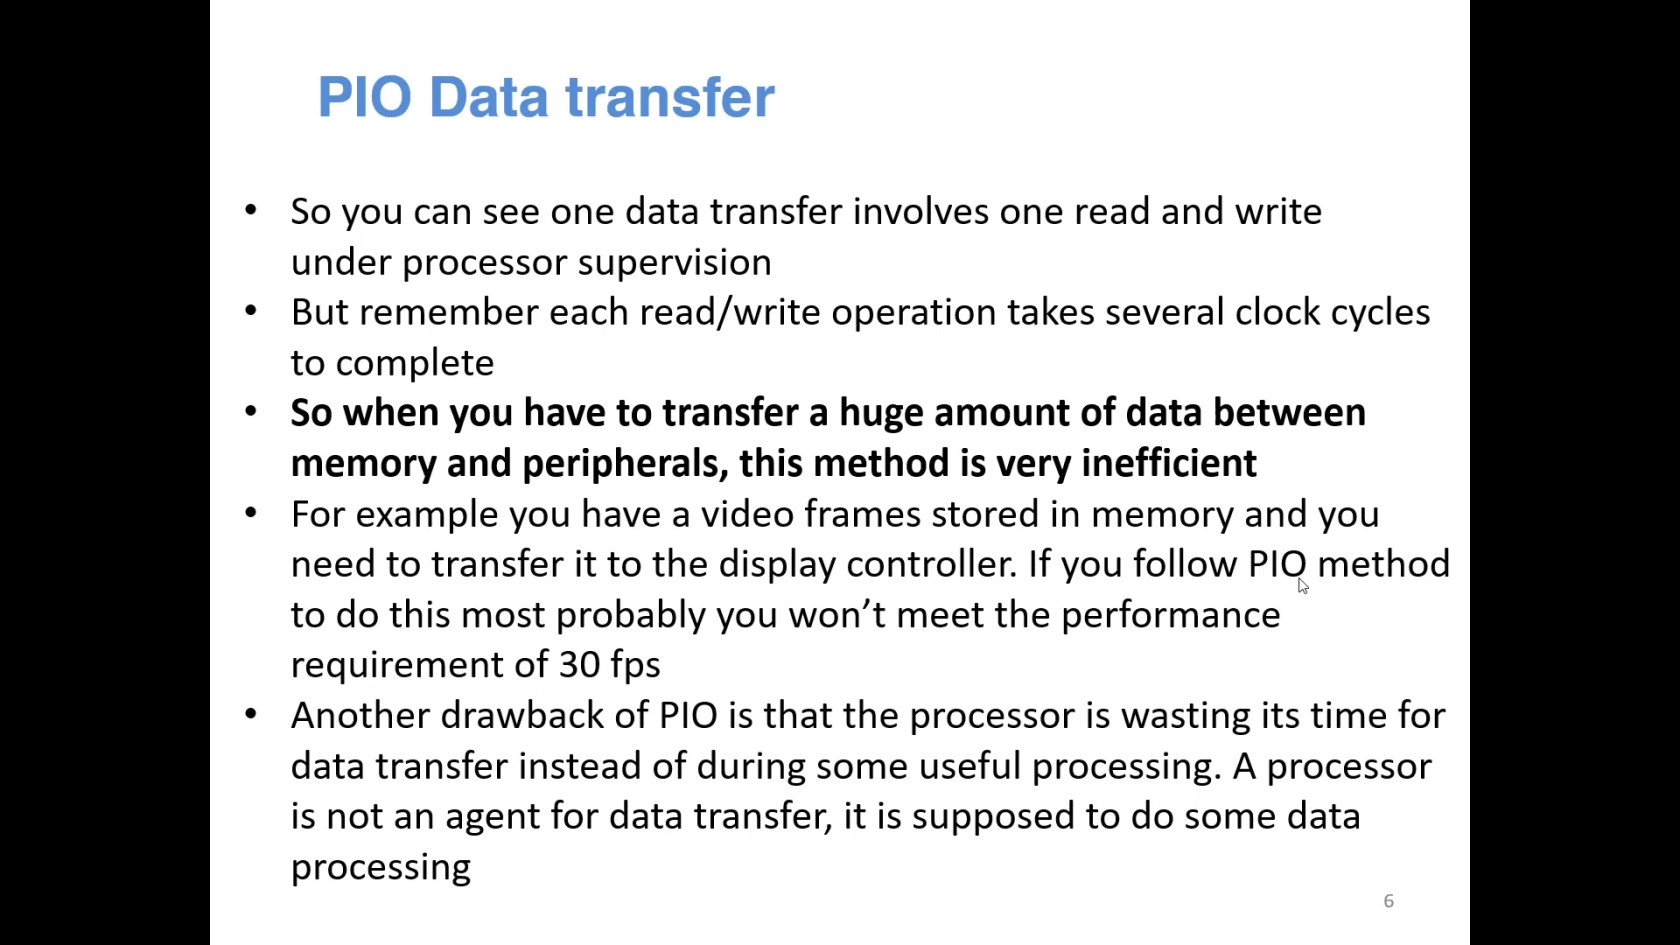 PIO Data transfer
• So you can see one data transfer involves one read and write
under processor supervision
• But remember each read/write operation takes several clock cycles
to complete
• So when you have to transfer a huge amount of data between
memory and peripherals, this method is very inefficient
• For example you have a video frames stored in memory and you
need to transfer it to the display controller. If you follow PIO method
to do this most probably you won’t meet the performance
requirement of 30 fps
• Another drawback of PIO is that the processor is wasting its time for
data transfer instead of during some useful processing. A processor
is not an agent for data transfer, it is supposed to do some data
processing
6